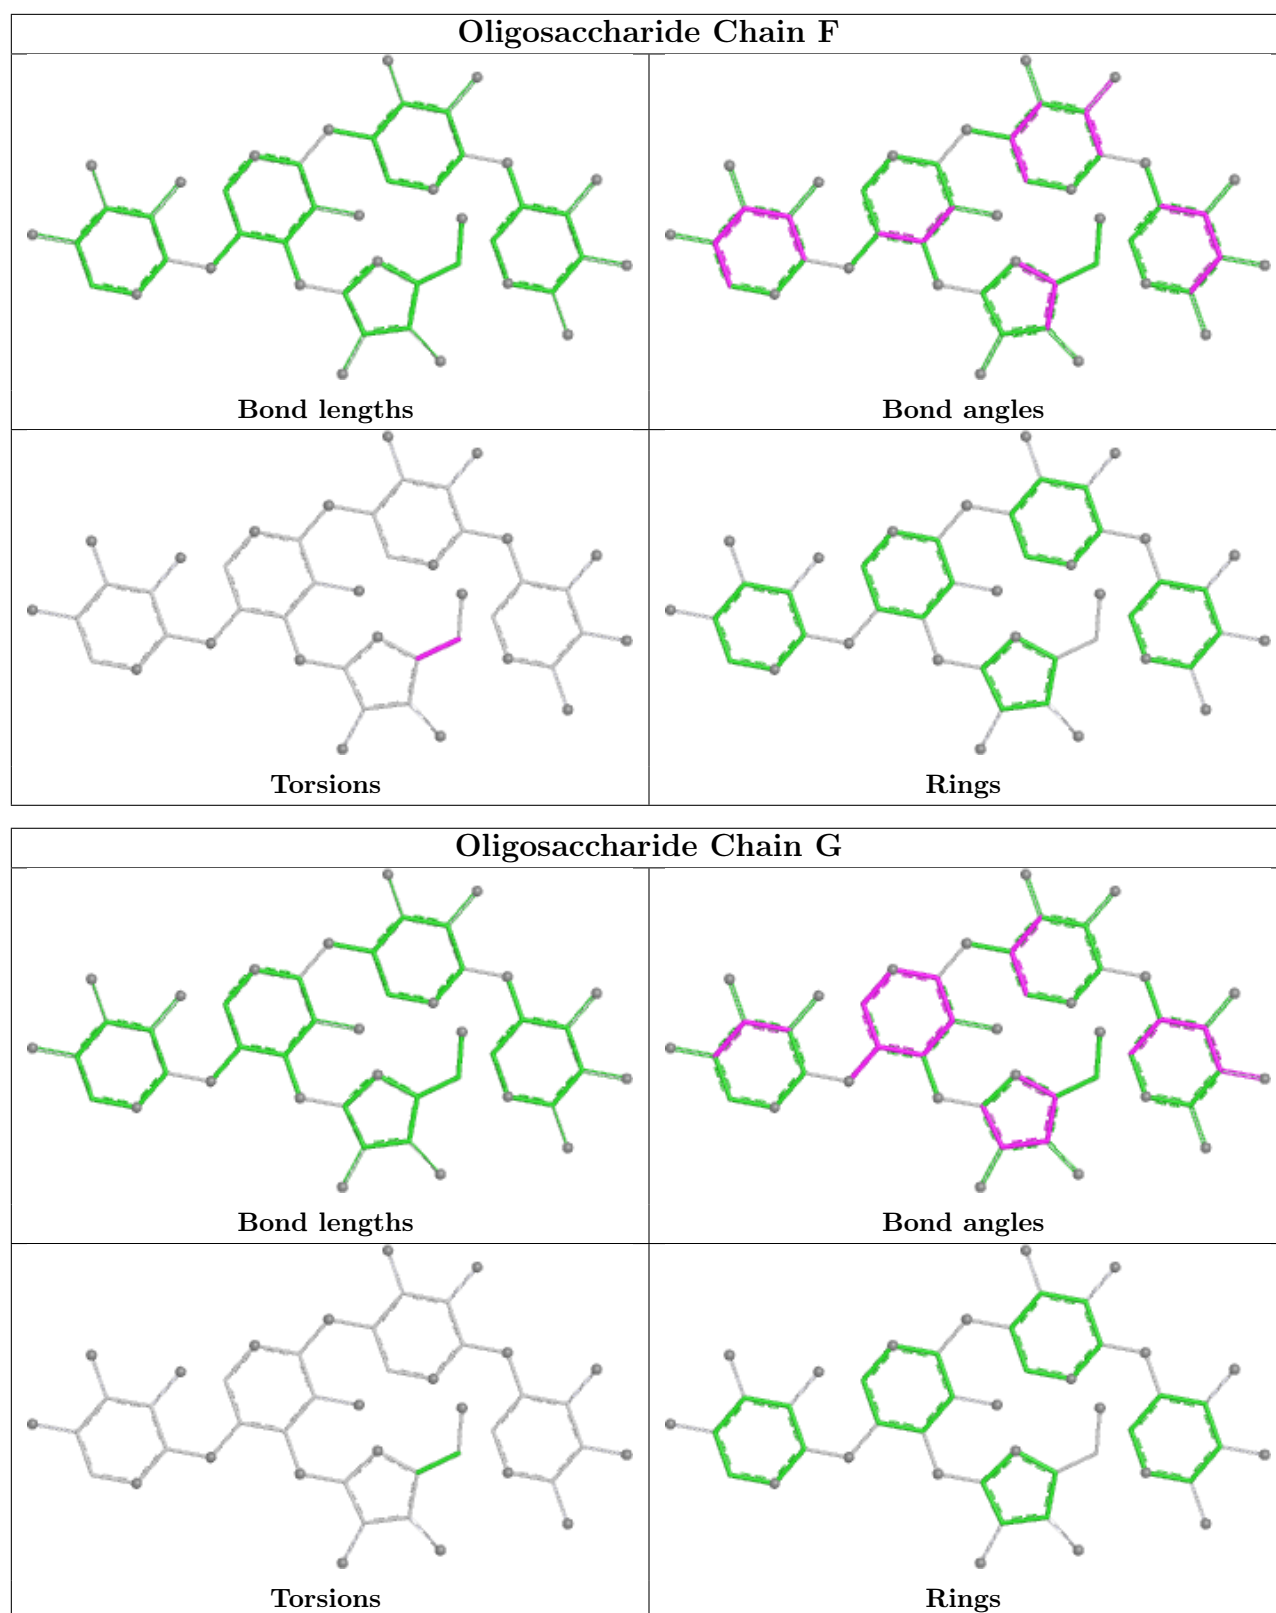 Oligosaccharide Chain F
Bond lengths
Bond angles
Torsions
Rings
Oligosaccharide Chain G
Bond lengths
Bond angles
Torsions
Rings